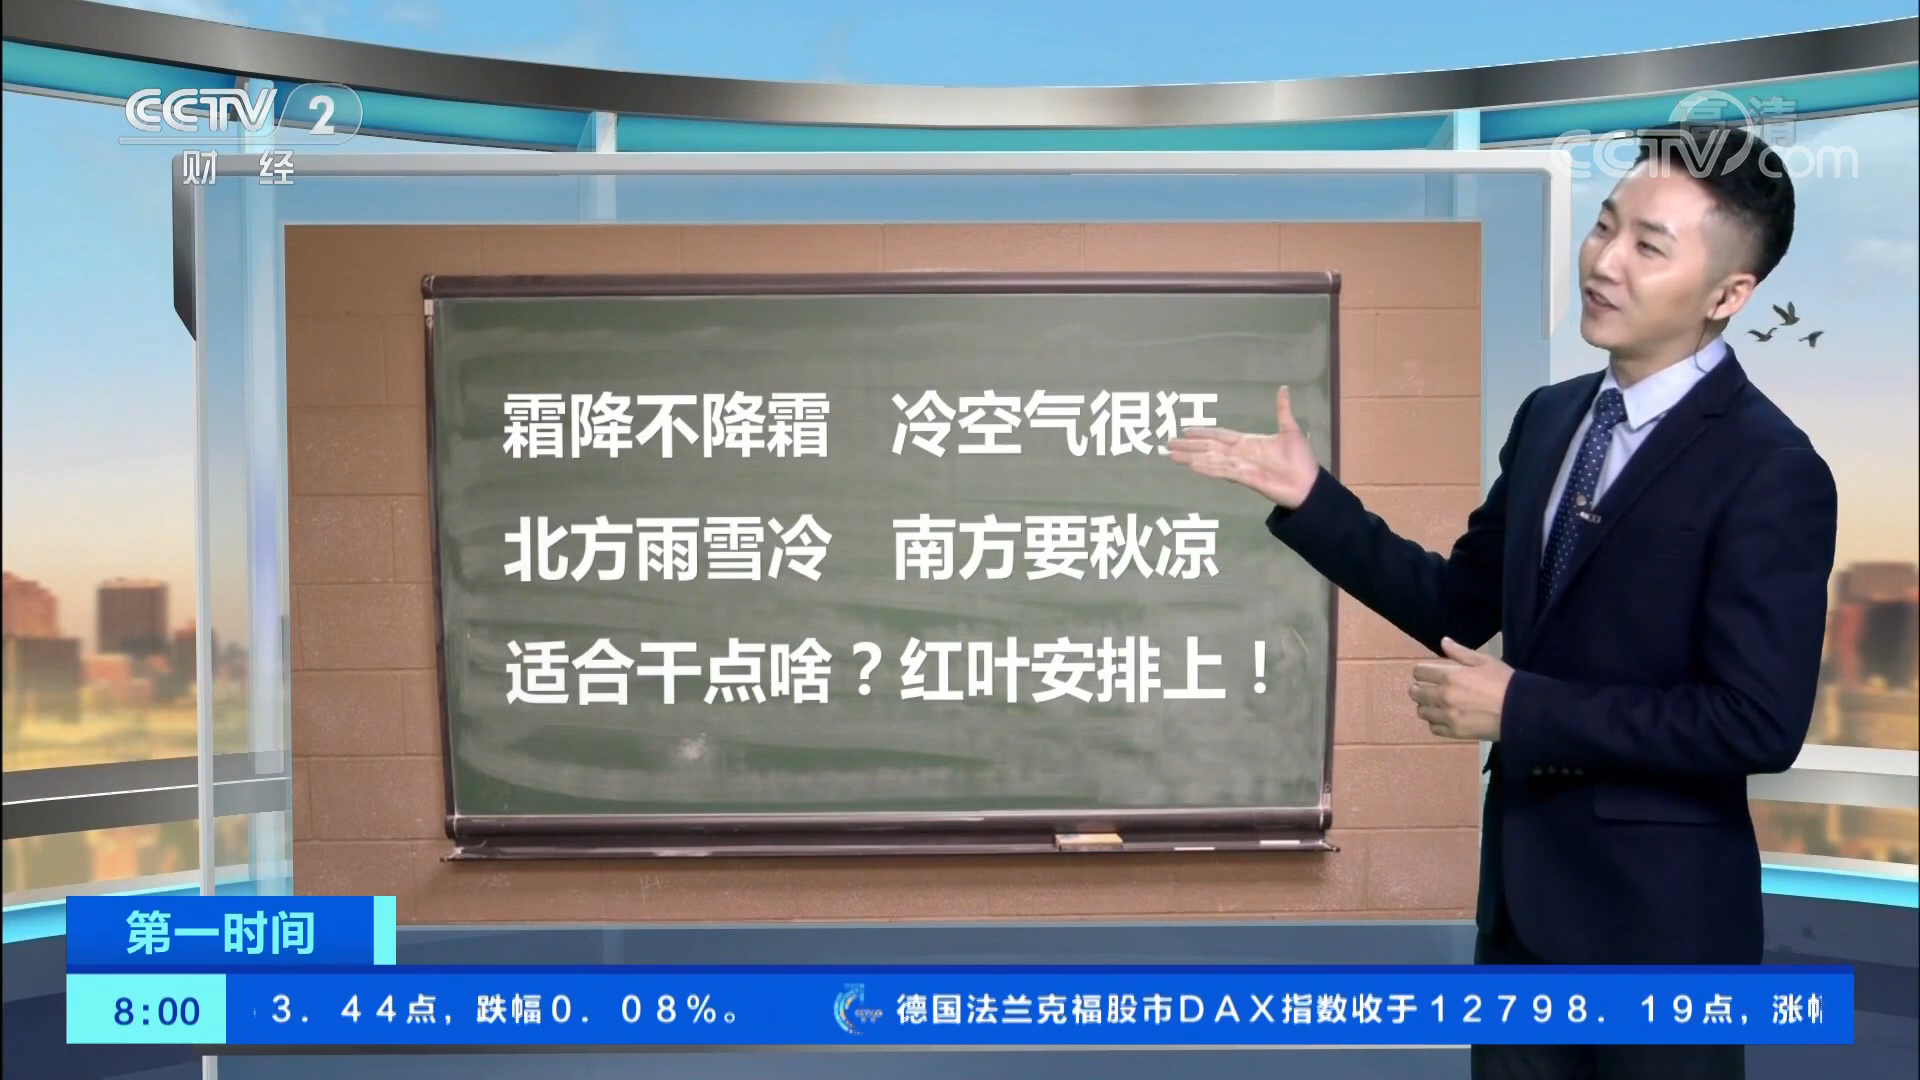 CCTV 2
财 经
高清
CCTV.com
霜降不降霜 冷空气很狂
北方雨雪冷 南方要秋凉
适合干点啥？红叶安排上！
第一时间
8:00
3．44点，跌幅0．08%。 德国法兰克福股市DAX指数收于12798．19点，涨